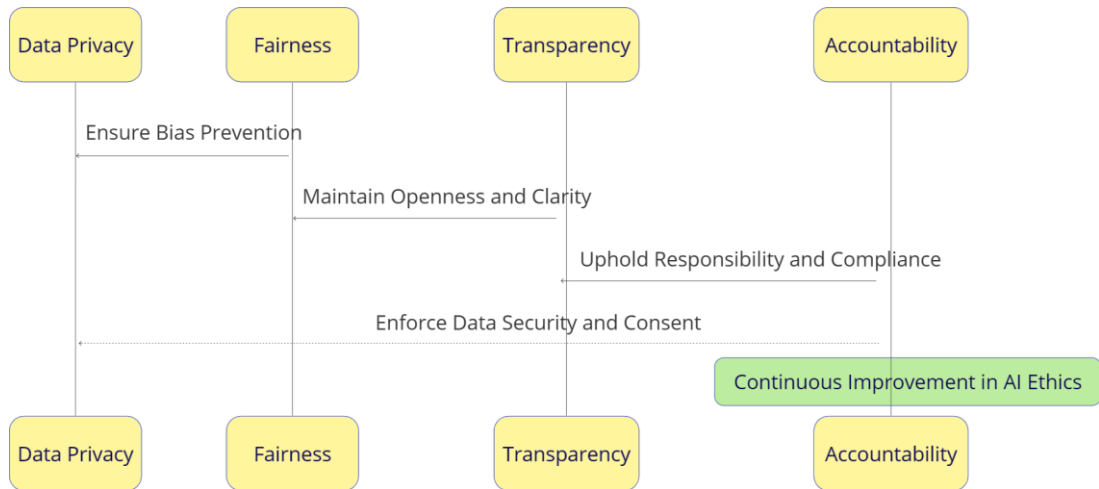 Data Privacy
Fairness
Transparency
Accountability
Ensure Bias Prevention
Maintain Openness and Clarity
Uphold Responsibility and Compliance
Enforce Data Security and Consent
Continuous Improvement in AI Ethics
Data Privacy
Fairness
Transparency
Accountability